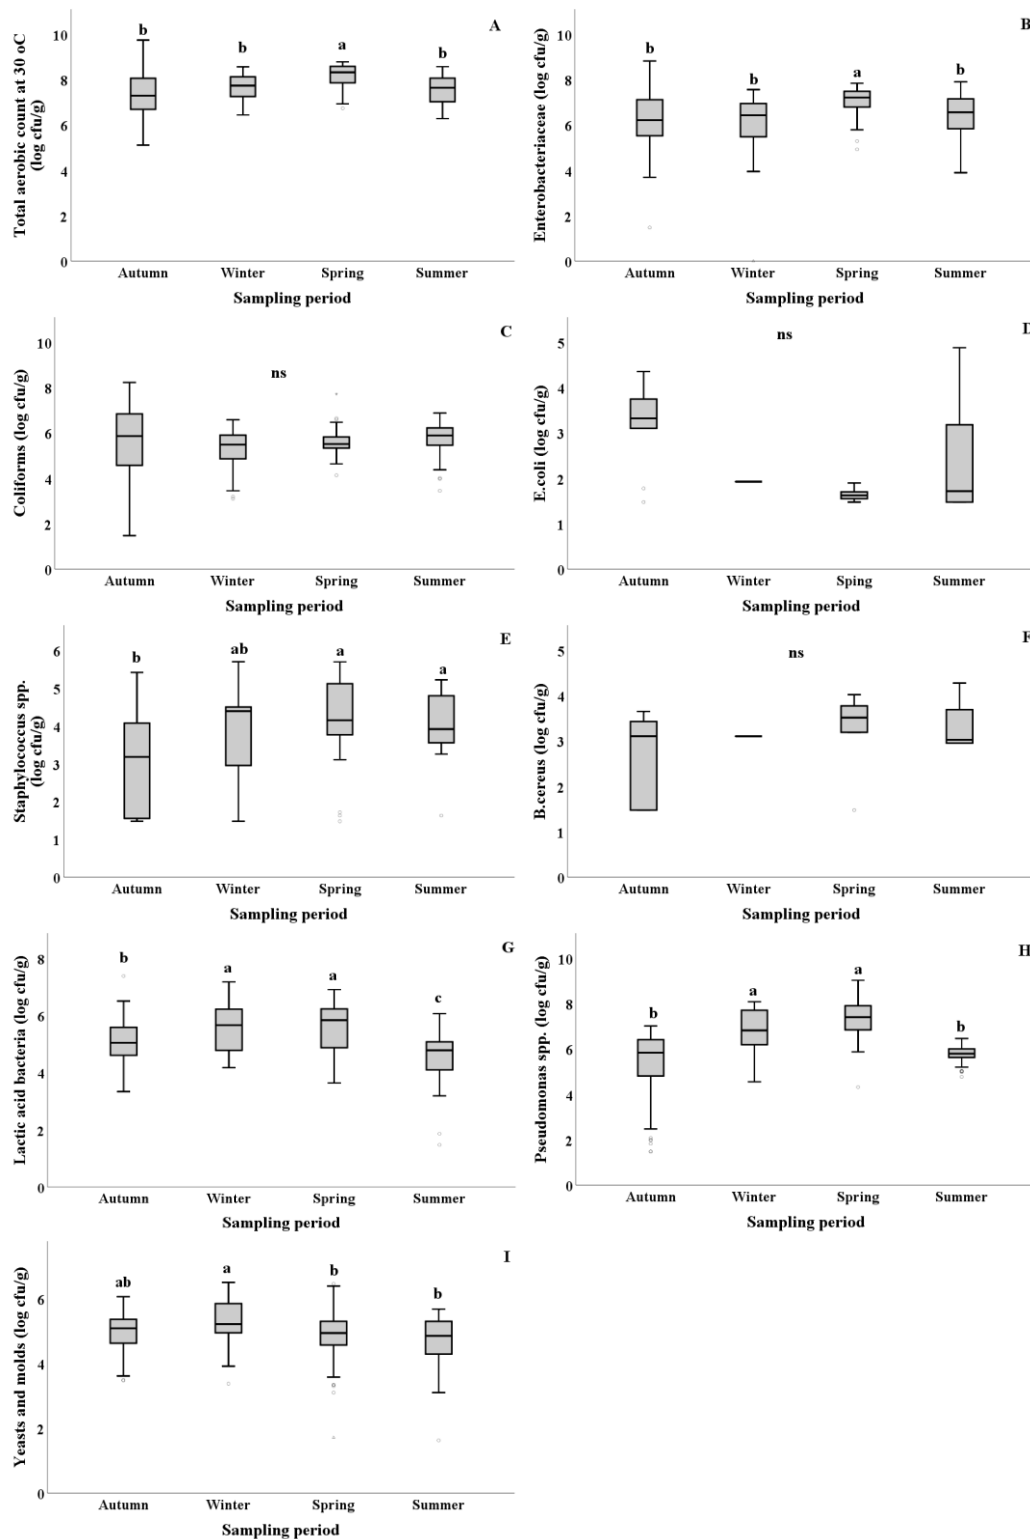 A
Total aerobic count at 30 oC
(log cfu/g)
10
8
6
4
2
0
b b a b
Autumn Winter Spring Summer
Sampling period
B
Enterobacteriaceae (log cfu/g)
10
8
6
4
2
0
b b a b
Autumn Winter Spring Summer
Sampling period
C
Coliforms (log cfu/g)
10
8
6
4
2
0
ns
Autumn Winter Spring Summer
Sampling period
D
E.coli (log cfu/g)
5
4
3
2
1
0
ns
Autumn Winter Sping Summer
Sampling period
E
Staphylococcus spp.
(log cfu/g)
6
5
4
3
2
1
0
b ab a a
Autumn Winter Spring Summer
Sampling period
F
B.cereus (log cfu/g)
5
4
3
2
1
0
ns
Autumn Winter Spring Summer
Sampling period
G
Lactic acid bacteria (log cfu/g)
8
6
4
2
0
b a a c
Autumn Winter Spring Summer
Sampling period
H
Pseudomonas spp. (log cfu/g)
10
8
6
4
2
0
b a a b
Autumn Winter Spring Summer
Sampling period
I
Yeasts and molds (log cfu/g)
6
4
2
0
ab a b b
Autumn Winter Spring Summer
Sampling period